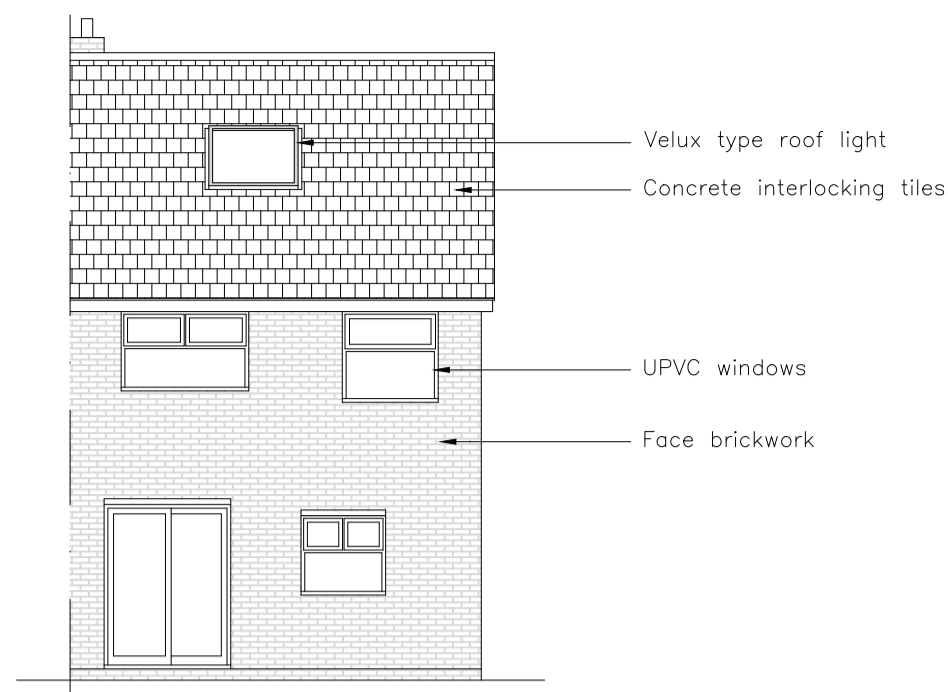 Velux type roof light
Concrete interlocking tiles
UPVC windows
Face brickwork